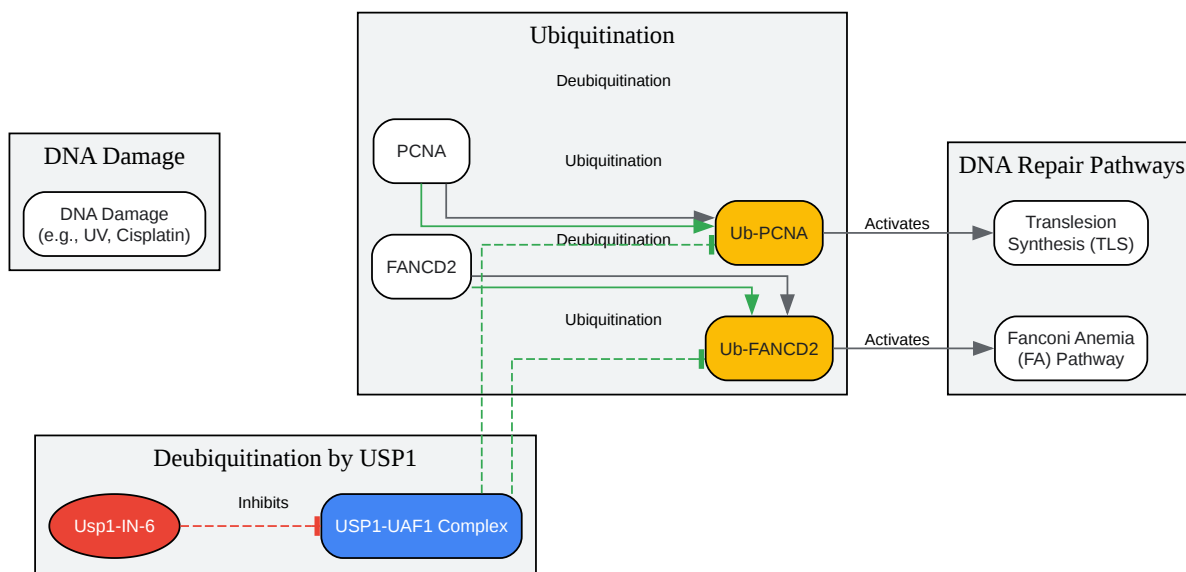 Ubiquitination
Deubiquitination
PCNA
Ubiquitination
DNA Damage
DNA Damage
(e.g., UV, Cisplatin)
Deubiquitination
Ub-PCNA
FANCD2
Ubiquitination
Ub-FANCD2
Activates
Activates
DNA Repair Pathways
Translesion
Synthesis (TLS)
Fanconi Anemia
(FA) Pathway
Deubiquitination by USP1
Usp1-IN-6
Inhibits
USP1-UAF1 Complex